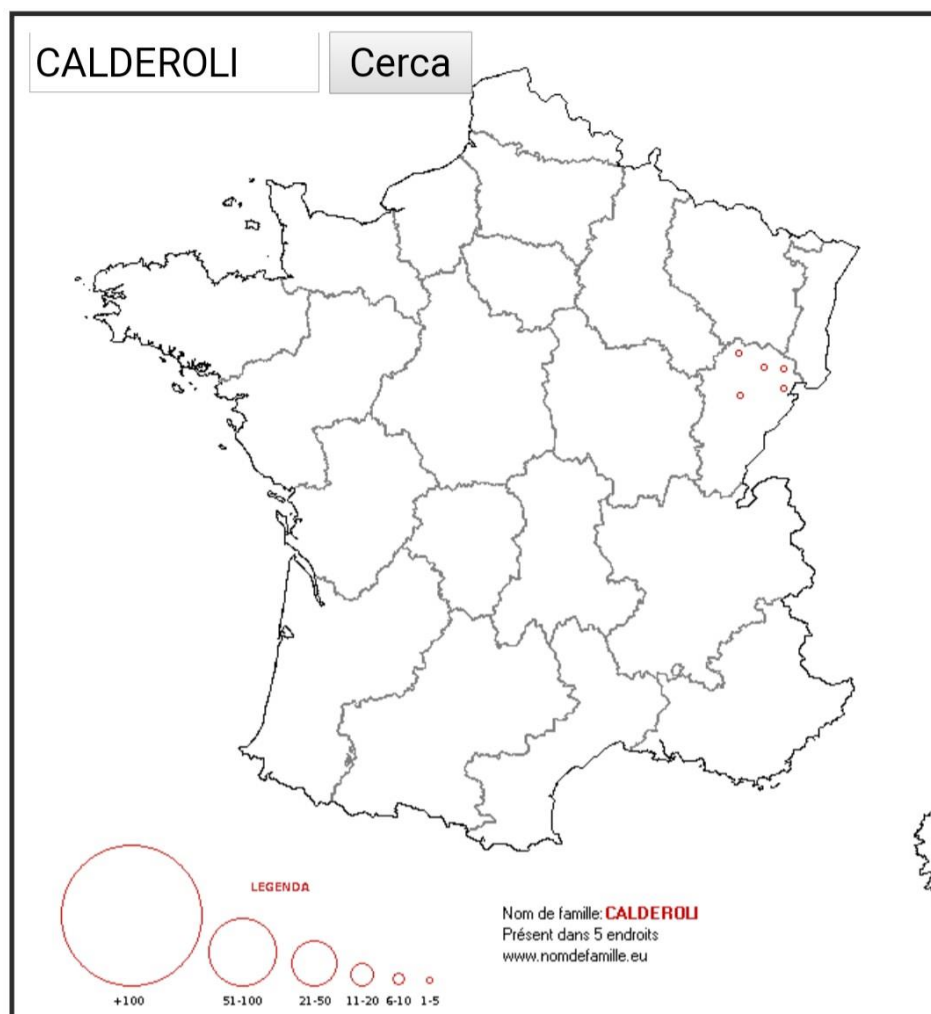 CALDEROLI Cerca
LEGENDA
+100 51-100 21-50 11-20 6-10 1-5
Nom de famille: CALDEROLI
Présent dans 5 endroits
www.nomdefamille.eu